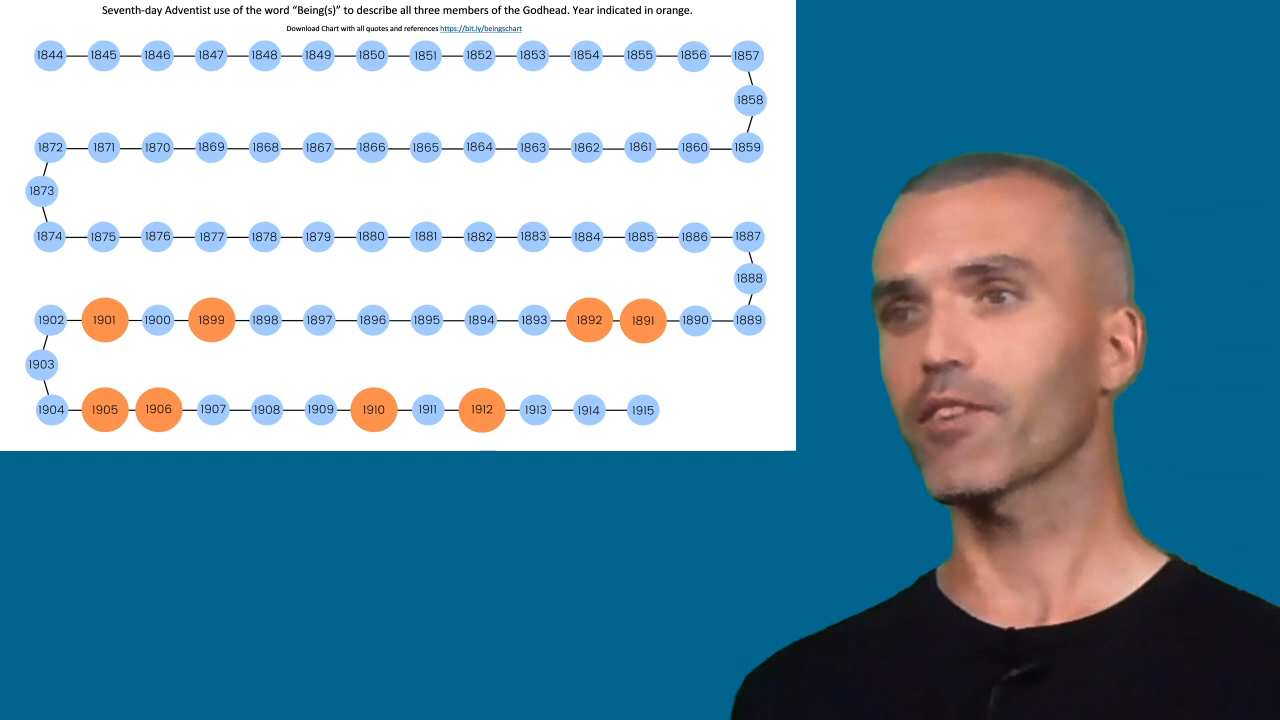 Seventh-day Adventist use of the word “Being(s)” to describe all three members of the Godhead. Year indicated in orange.
Download Chart with all quotes and references https://bit.ly/beingschart
1844 1845 1846 1847 1848 1849 1850 1851 1852 1853 1854 1855 1856 1857
1858
1872 1871 1870 1869 1868 1867 1866 1865 1864 1863 1862 1861 1860 1859
1873
1874 1875 1876 1877 1878 1879 1880 1881 1882 1883 1884 1885 1886 1887
1888
1902 1901 1900 1899 1898 1897 1896 1895 1894 1893 1892 1891 1890 1889
1903
1904 1905 1906 1907 1908 1909 1910 1911 1912 1913 1914 1915